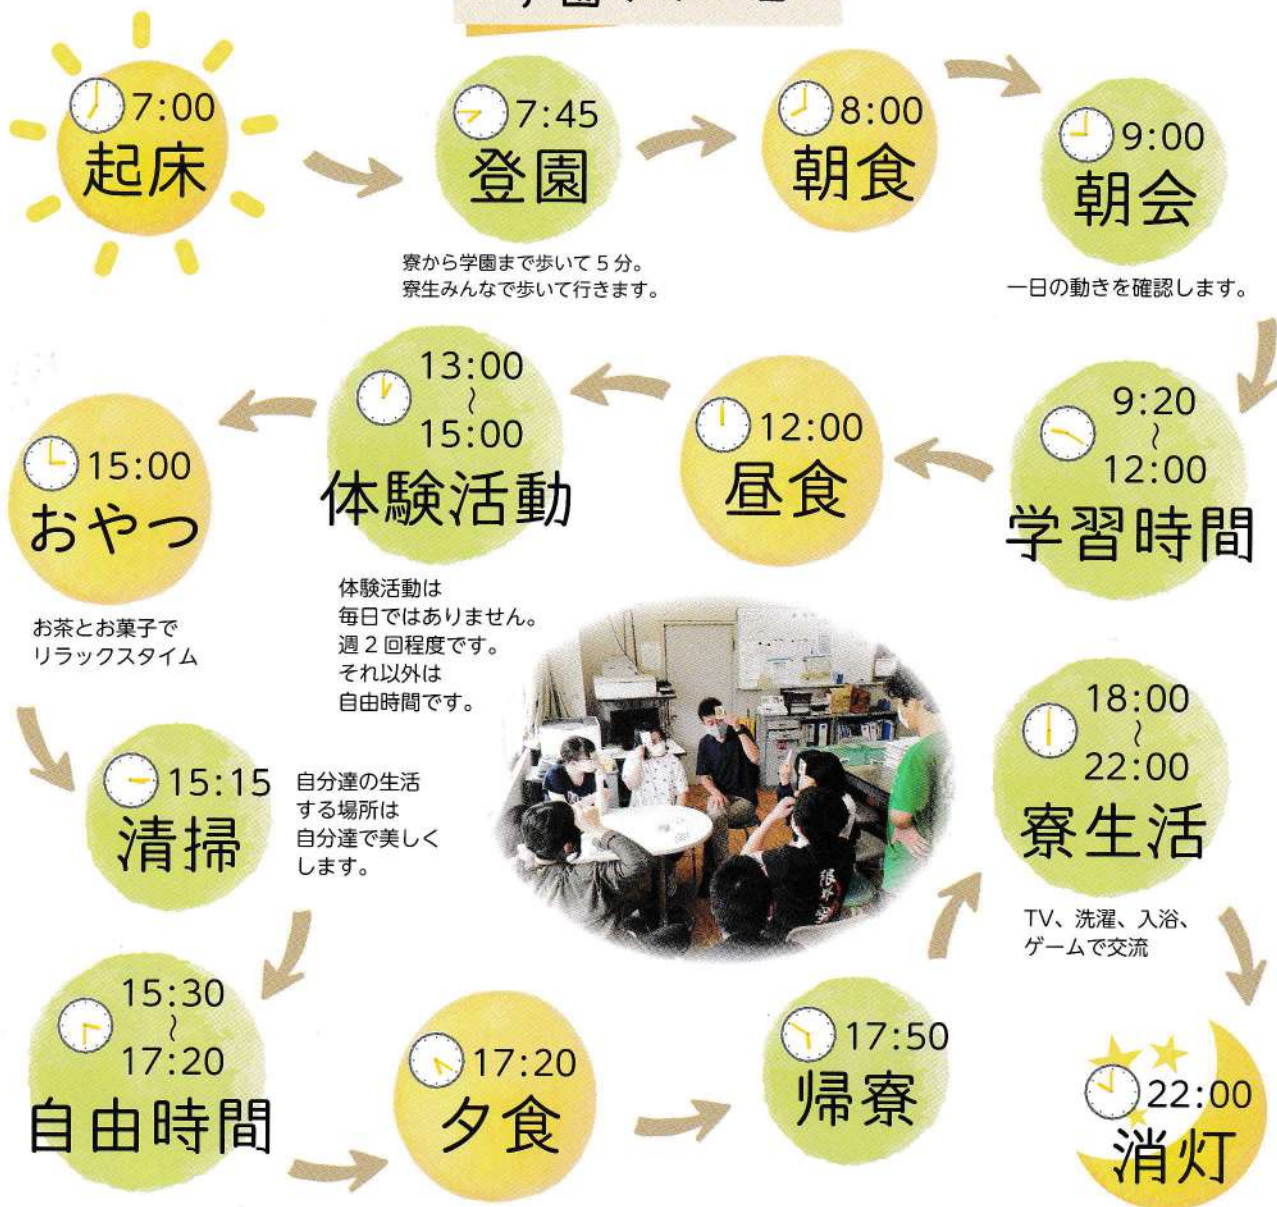 7:00
起床
7:45
登園
寮から学園まで歩いて5分。
寮生みんなで歩いて行きます。
8:00
朝食
9:00
朝会
一日の動きを確認します。
9:20
~
12:00
学習時間
12:00
昼食
13:00
~
15:00
体験活動
体験活動は
毎日ではありません。
週2回程度です。
それ以外は
自由時間です。
15:00
おやつ
お茶とお菓子で
リラックスタイム
15:15
清掃
自分達の生活
する場所は
自分達で美しく
します。
15:30
~
17:20
自由時間
17:20
夕食
17:50
帰寮
18:00
~
22:00
寮生活
TV、洗濯、入浴、
ゲームで交流
22:00
消灯